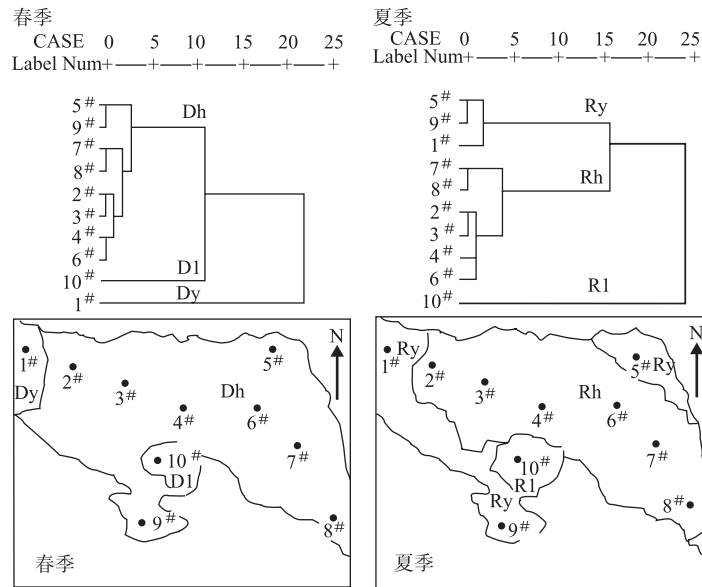 春季
CASE 0 5 10 15 20 25
Label Num
5#
9#
7#
8#
2#
3#
4#
6#
10#
1#
Dh
D1
Dy
夏季
CASE 0 5 10 15 20 25
Label Num
5#
9#
1#
7#
8#
2#
3#
4#
6#
10#
Ry
Rh
R1
N
1#
Dy
2#
3#
4#
5#
Dh
6#
7#
10#
D1
9#
8#
春季
N
1#
Ry
2#
3#
4#
5#
Ry
Rh
6#
7#
10#
R1
Ry
9#
8#
夏季